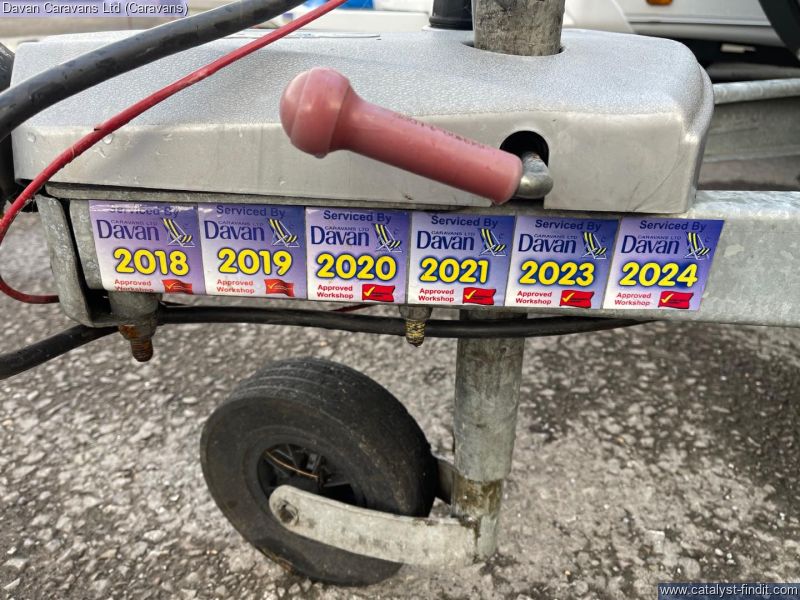 Davan Caravans Ltd (Caravans)
Serviced By
CARAVANS LTD
Davan
2018
Approved
Workshop
Serviced By
CARAVANS LTD
Davan
2019
Approved
Workshop
Serviced By
CARAVANS LTD
Davan
2020
Approved
Workshop
Serviced By
CARAVANS LTD
Davan
2021
Approved
Workshop
Serviced By
CARAVANS LTD
Davan
2023
Approved
Workshop
Serviced By
CARAVANS LTD
Davan
2024
Approved
Workshop
www.catalyst-findit.com